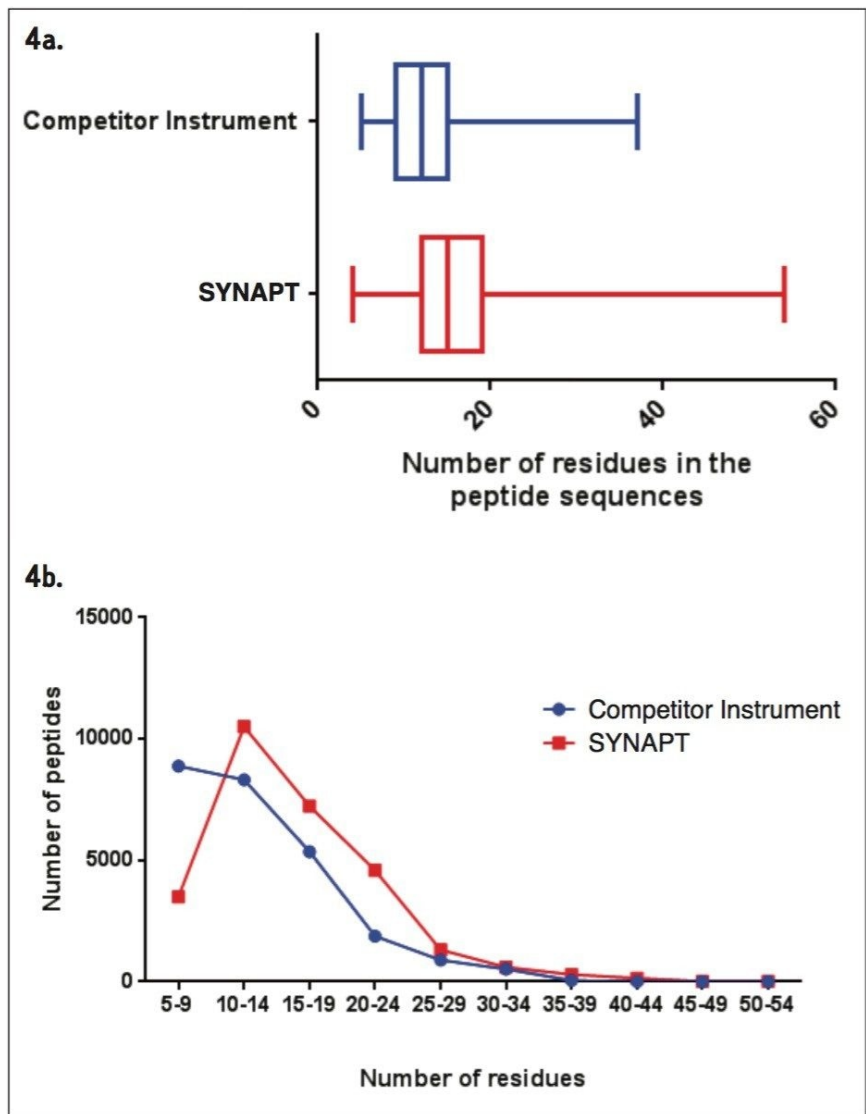 4a.
Competitor Instrument
SYNAPT
0
20
40
60
Number of residues in the
peptide sequences
4b.
15000
10000
5000
0
Number of peptides
Competitor Instrument
SYNAPT
5-9 10-14 15-19 20-24 25-29 30-34 35-39 40-44 45-49 50-54
Number of residues